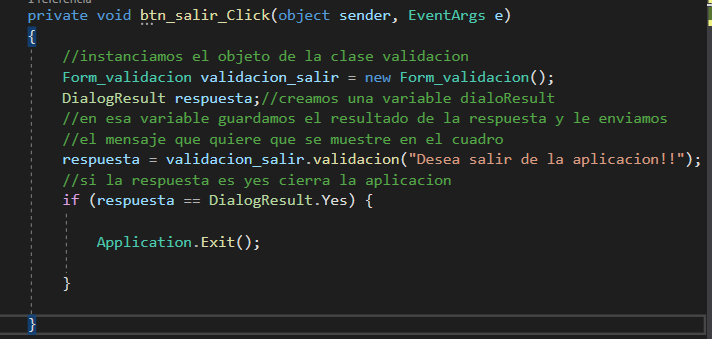 1 referencia
private void btn_salir_Click(object sender, EventArgs e)
{
//instanciamos el objeto de la clase validacion
Form_validacion validacion_salir = new Form_validacion();
DialogResult respuesta;//creamos una variable dialoResult
//en esa variable guardamos el resultado de la respuesta y le enviamos
//el mensaje que quiere que se muestre en el cuadro
respuesta = validacion_salir.validacion("Desea salir de la aplicacion!!");
//si la respuesta es yes cierra la aplicacion
if (respuesta == DialogResult.Yes) {
Application.Exit();
}
}